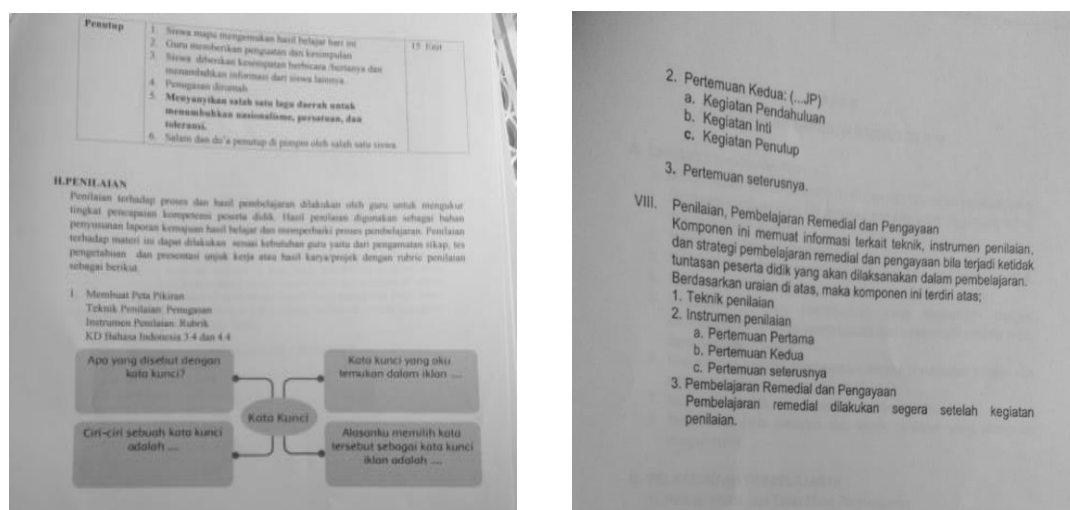 Penutup
1. Siswa mapu mengemukan hasil belajar hari ini
15 menit
2. Guru memberikan penguatan dan kesimpulan
3. Siswa diberikan kesempatan berbicara /bertanya dan
menambahkan informasi dari siswa lainnya.
4. Penugasan dirumah
5. Menyanyikan salah satu lagu daerah untuk
menumbuhkan nasionalisme, persatuan, dan
toleransi.
6. Salam dan do'a penutup di pimpin oleh salah satu siswa
H.PENILAIAN
Penilaian terhadap proses dan hasil pembelajaran dilakukan oleh guru untuk mengukur
tingkat pencapaian kompetensi peserta didik. Hasil penilaian digunakan sebagai bahan
penyusunan laporan kemajuan hasil belajar dan memperbaiki proses pembelajaran. Penilaian
terhadap materi ini dapat dilakukan sesuai kebutuhan guru yaitu dari pengamatan sikap, tes
pengetahuan dan presentasi unjuk kerja atau hasil karya/projek dengan rubric penilaian
sebagai berikut.
1. Membuat Peta Pikiran
Teknik Penilaian: Penugasan
Instrumen Penilaian: Rubrik
KD Bahasa Indonesia 3.4 dan 4.4
Apa yang disebut dengan
kata kunci?
Kata kunci yang aku
temukan dalam iklan ....
Kata Kunci
Ciri-ciri sebuah kata kunci
adalah ....
Alasanku memilih kata
tersebut sebagai kata kunci
iklan adalah ....
2. Pertemuan Kedua: (...JP)
a. Kegiatan Pendahuluan
b. Kegiatan Inti
c. Kegiatan Penutup
3. Pertemuan seterusnya.
VIII. Penilaian, Pembelajaran Remedial dan Pengayaan
Komponen ini memuat informasi terkait teknik, instrumen penilaian,
dan strategi pembelajaran remedial dan pengayaan bila terjadi ketidak
tuntasan peserta didik yang akan dilaksanakan dalam pembelajaran.
Berdasarkan uraian di atas, maka komponen ini terdiri atas;
1. Teknik penilaian
2. Instrumen penilaian
a. Pertemuan Pertama
b. Pertemuan Kedua
c. Pertemuan seterusnya
3. Pembelajaran Remedial dan Pengayaan
Pembelajaran remedial dilakukan segera setelah kegiatan
penilaian.